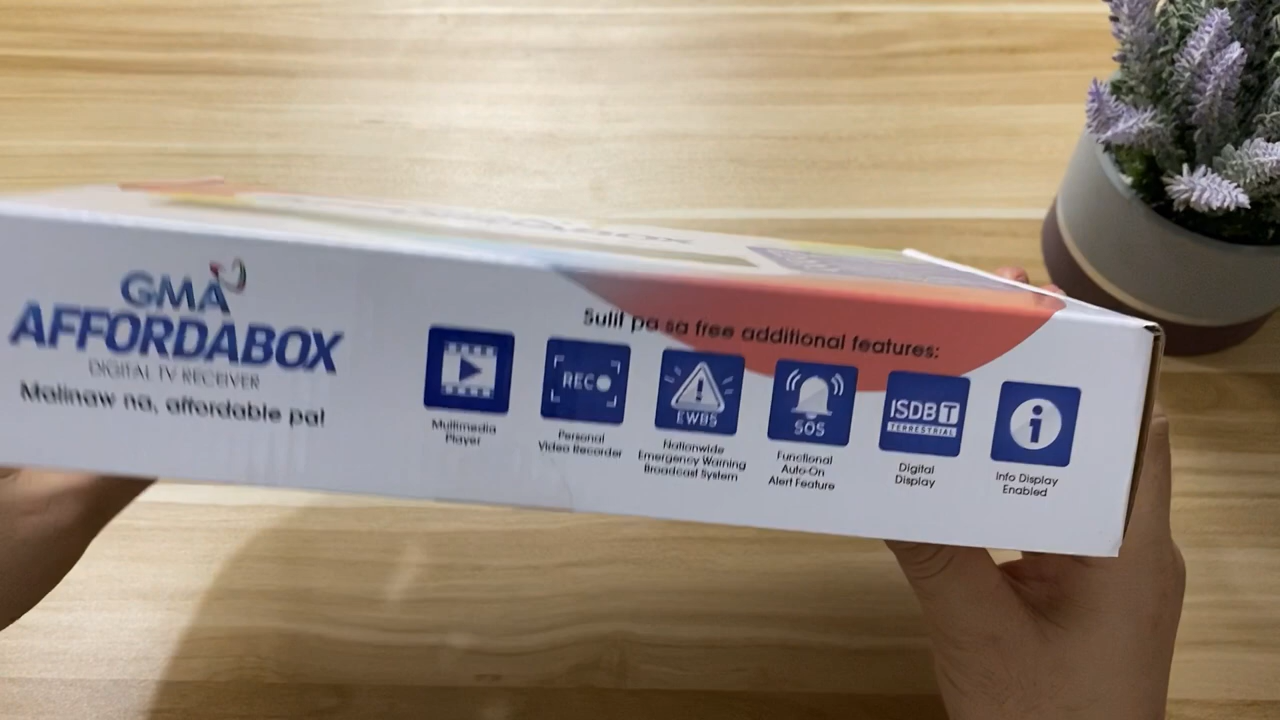 GMA
AFFORDABOX
DIGITAL TV RECEIVER
Malinaw na, affordable pa!
Sulit pa sa free additional features:
Multimedia
Player
REC
Personal
Video Recorder
EWBS
Nationwide
Emergency Warning
Broadcast System
SOS
Functional
Auto-On
Alert Feature
ISDBT
TERRESTRIAL
Digital
Display
i
Info Display
Enabled